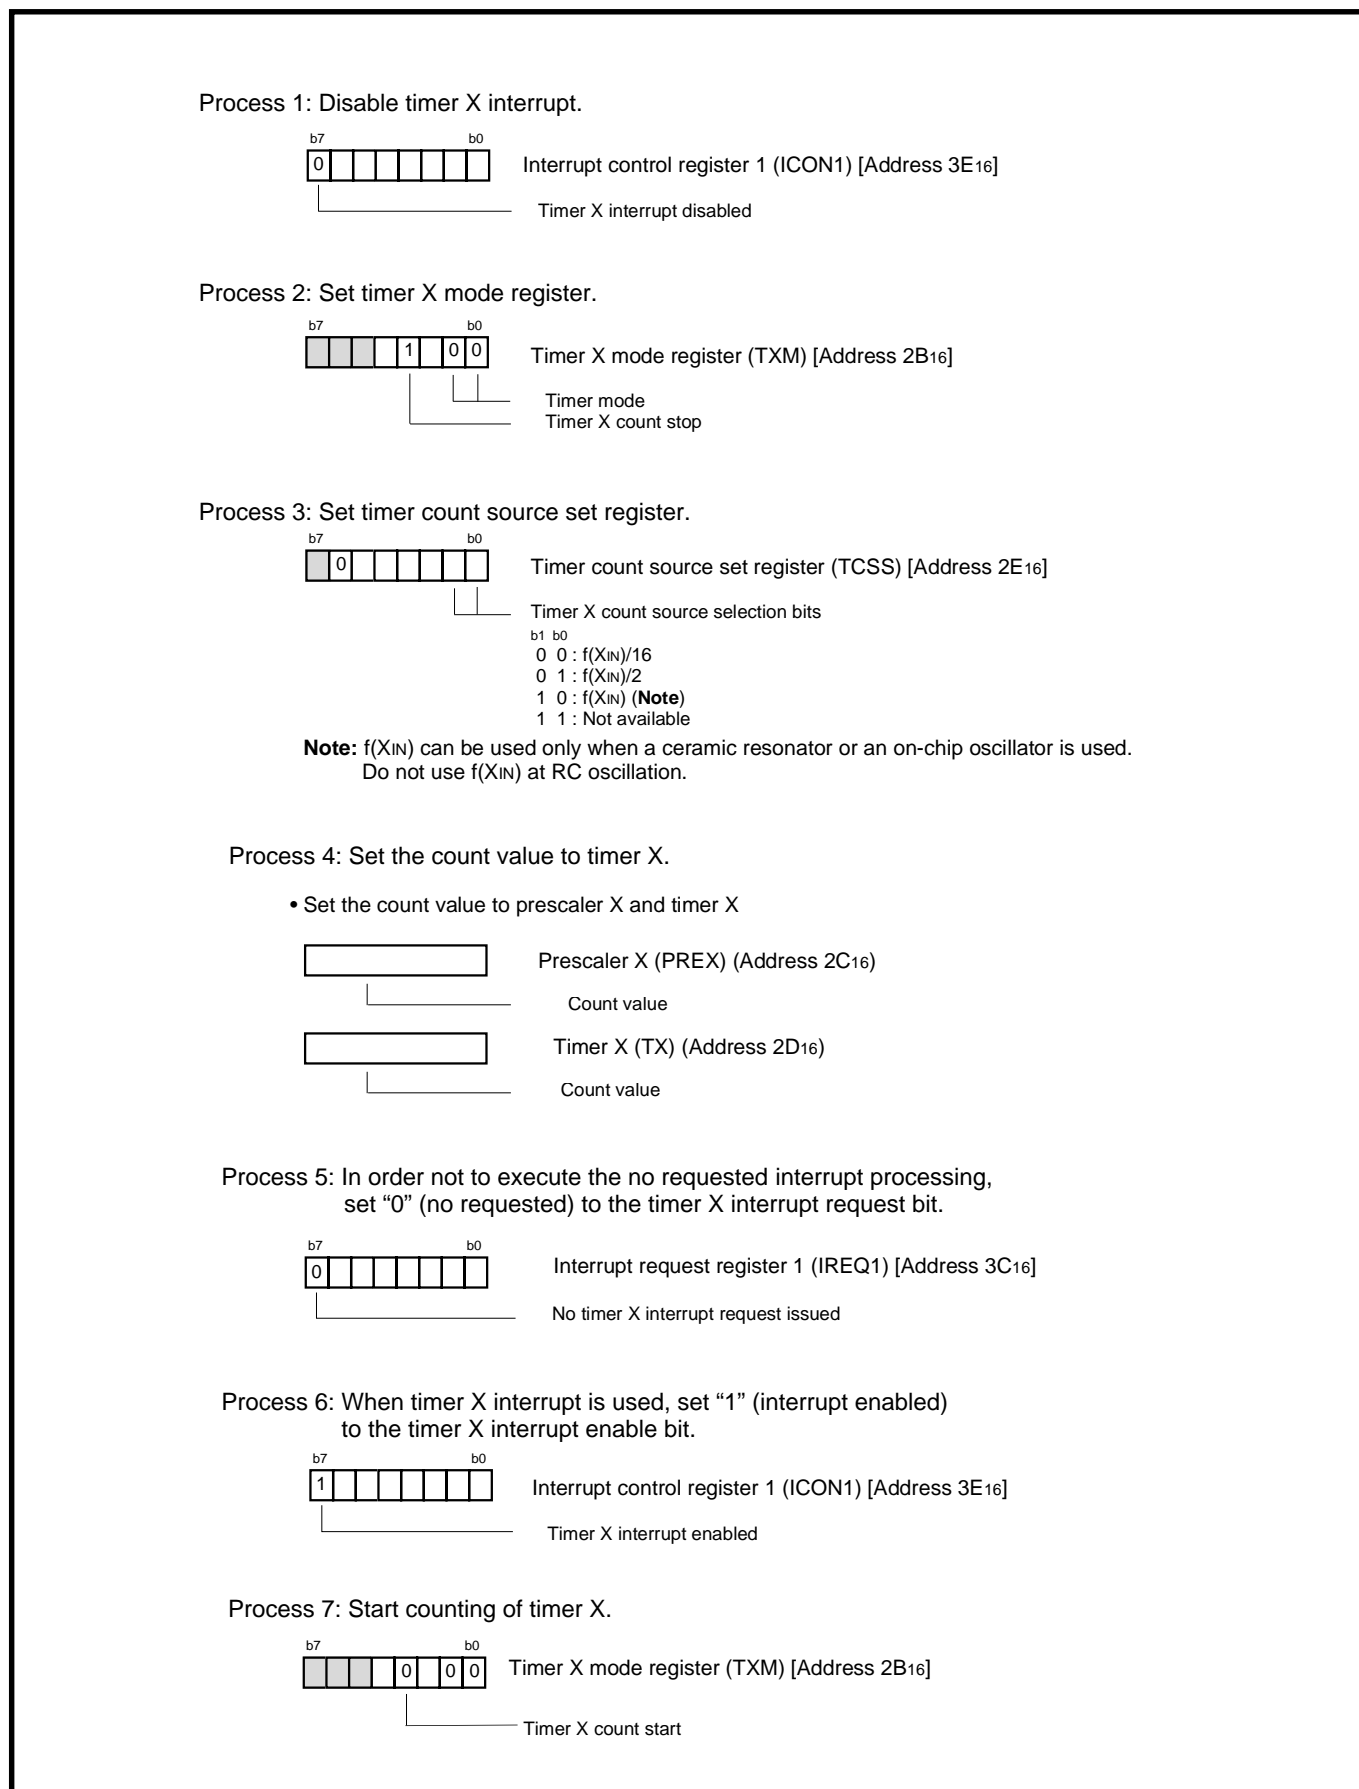 Process 1: Disable timer X interrupt.
b7 b0
0 Interrupt control register 1 (ICON1) [Address 3E16]
Timer X interrupt disabled
Process 2: Set timer X mode register.
b7 b0
1 0 0 Timer X mode register (TXM) [Address 2B16]
Timer mode
Timer X count stop
Process 3: Set timer count source set register.
b7 b0
0 Timer count source set register (TCSS) [Address 2E16]
Timer X count source selection bits
b1 b0
0 0 : f(XIN)/16
0 1 : f(XIN)/2
1 0 : f(XIN) (Note)
1 1 : Not available
Note: f(XIN) can be used only when a ceramic resonator or an on-chip oscillator is used.
Do not use f(XIN) at RC oscillation.
Process 4: Set the count value to timer X.
• Set the count value to prescaler X and timer X
Prescaler X (PREX) (Address 2C16)
Count value
Timer X (TX) (Address 2D16)
Count value
Process 5: In order not to execute the no requested interrupt processing,
set “0” (no requested) to the timer X interrupt request bit.
b7 b0
0 Interrupt request register 1 (IREQ1) [Address 3C16]
No timer X interrupt request issued
Process 6: When timer X interrupt is used, set “1” (interrupt enabled)
to the timer X interrupt enable bit.
b7 b0
1 Interrupt control register 1 (ICON1) [Address 3E16]
Timer X interrupt enabled
Process 7: Start counting of timer X.
b7 b0
0 0 0 Timer X mode register (TXM) [Address 2B16]
Timer X count start